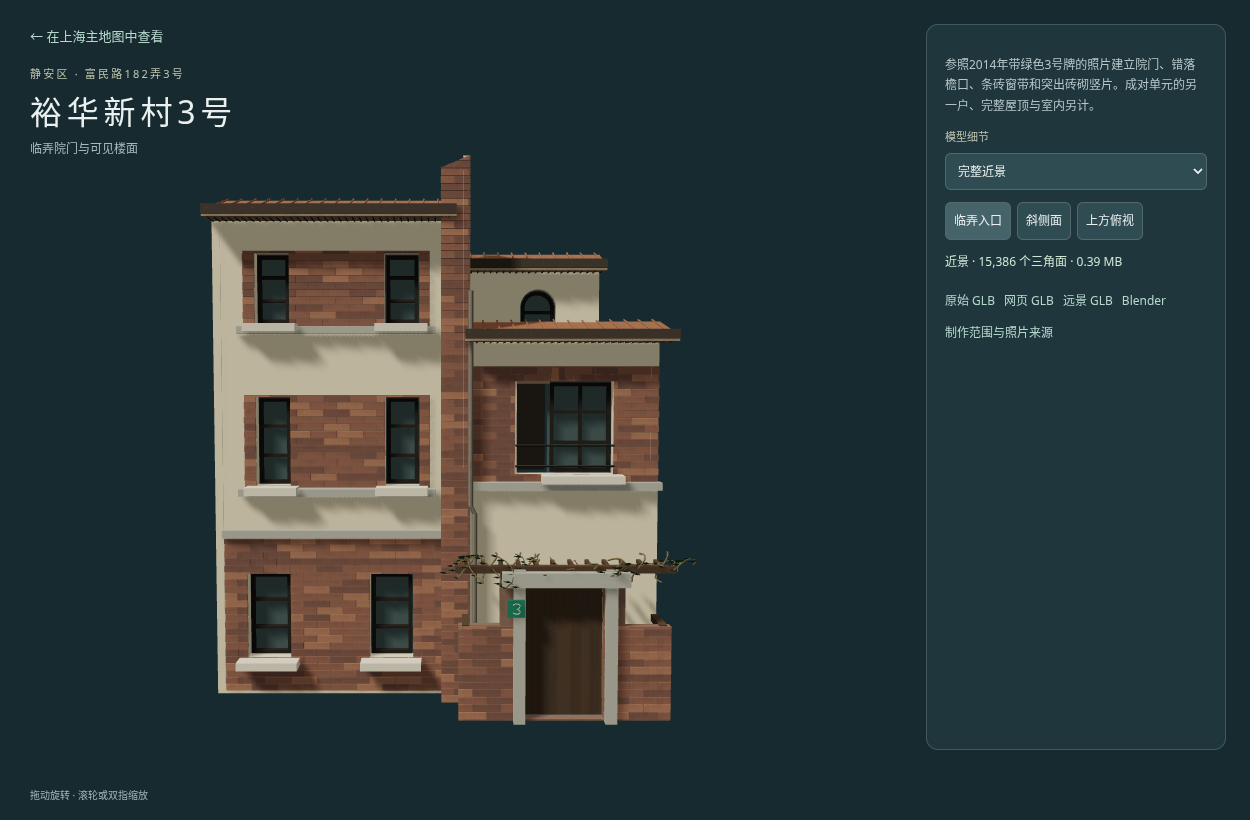 ← 在上海主地图中查看
静安区 · 富民路182弄3号
裕华新村3号
临弄院门与可见楼面
3
拖动旋转 · 滚轮或双指缩放
参照2014年带绿色3号牌的照片建立院门、错落
檐口、条砖窗带和突出砖砌竖片。成对单元的另
一户、完整屋顶与室内另计。
模型细节
完整近景
临弄入口 斜侧面 上方俯视
近景 · 15,386 个三角面 · 0.39 MB
原始 GLB 网页 GLB 远景 GLB Blender
制作范围与照片来源